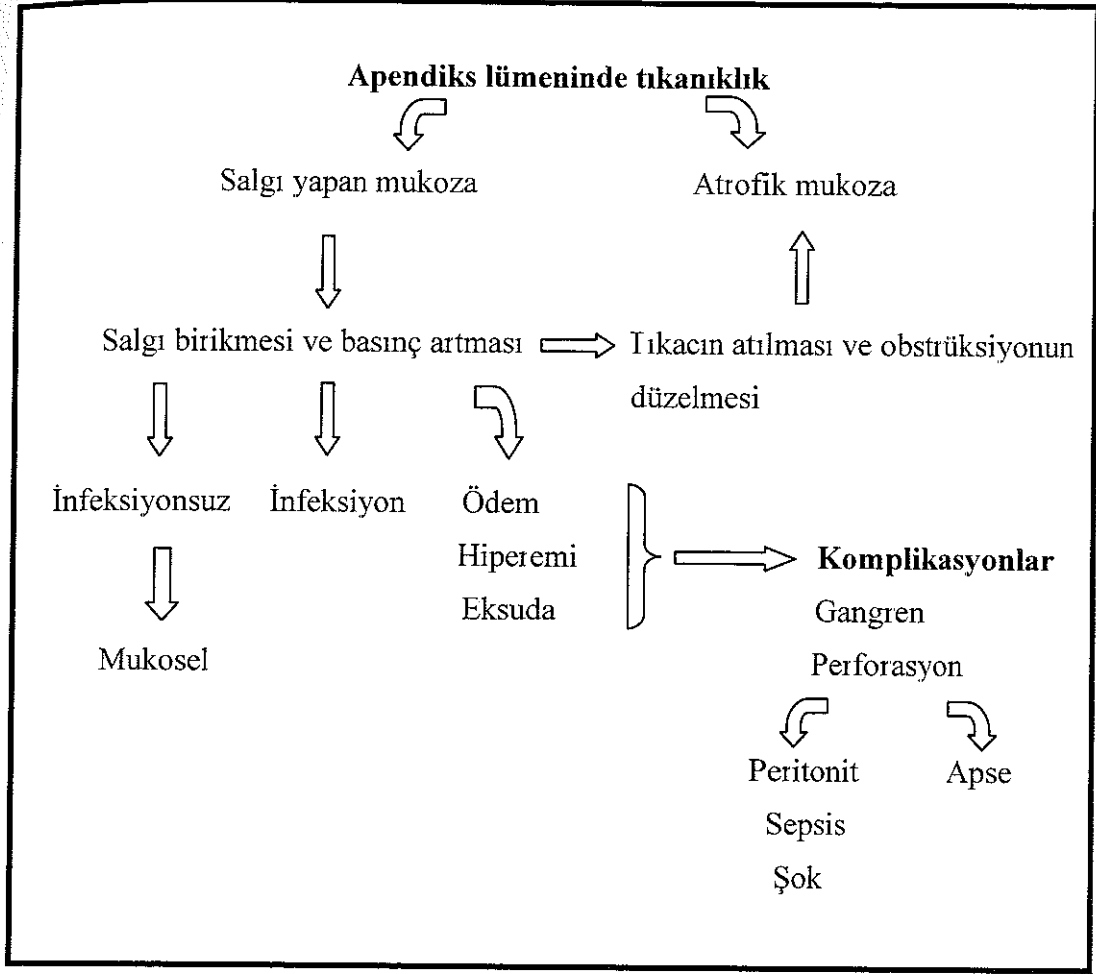 Apendiks lümeninde tıkanıklık
Salgı yapan mukoza
Atrofik mukoza
Salgı birikmesi ve basınç artması
Tıkacın atılması ve obstrüksiyonun
düzelmesi
İnfeksiyonsuz
İnfeksiyon
Ödem
Hiperemi
Eksuda
Mukosel
Komplikasyonlar
Gangren
Perforasyon
Peritonit
Apse
Sepsis
Şok